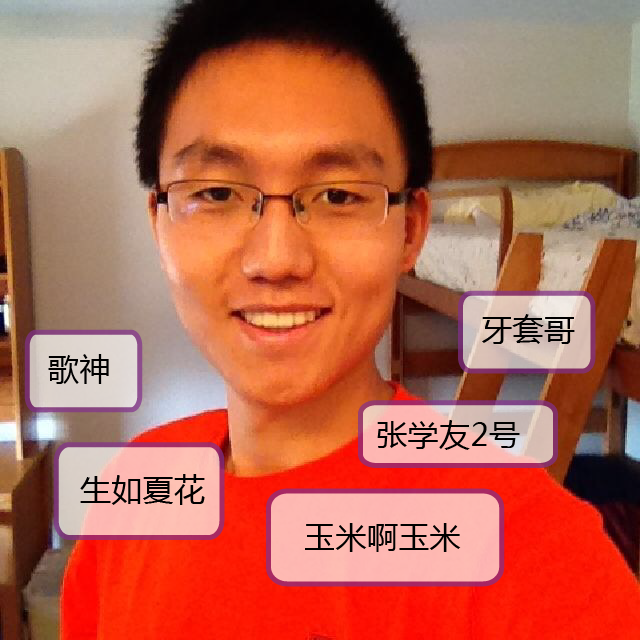 牙套哥
歌神
张学友2号
生如夏花
玉米啊玉米